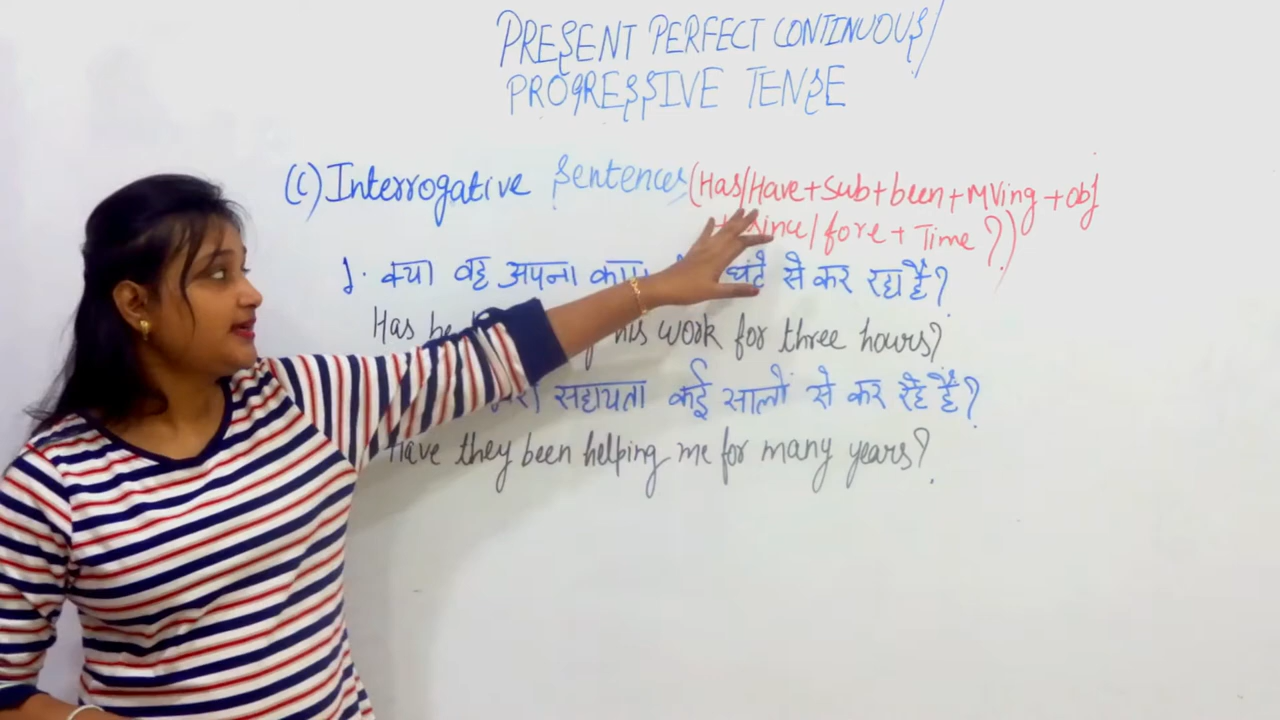 PRESENT PERFECT CONTINUOUS/
PROGRESSIVE TENSE
(C) Interrogative Sentences (Has/Have+Sub+been+MVing+obj
+ since/fore + Time ?)
1. क्या वह अपना घंटे से कर रहा है?
Has his work for three hours?
सहायता कई सालों से कर रहे हैं?
Have they been helping me for many years?